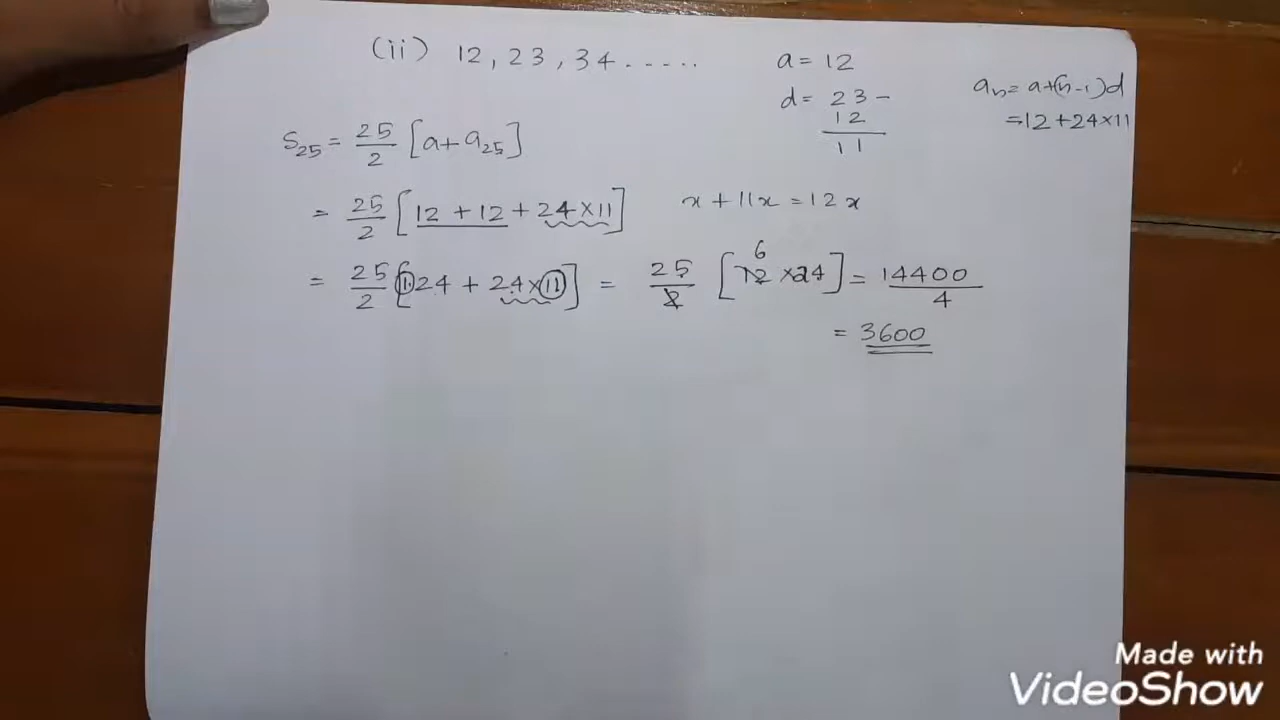 (ii) 12, 23, 34 ......
a = 12
d = 23 -
12
11
aₙ = a+(n-1)d
= 12 + 24×11
S₂₅ = 25/2 [a + a₂₅]
= 25/2 [12 + 12 + 24×11]
x + 11x = 12x
= 25/2 [1·24 + 24×11] = 25/2 [12 ×24] = 14400/4
6
= 3600
Made with
VideoShow